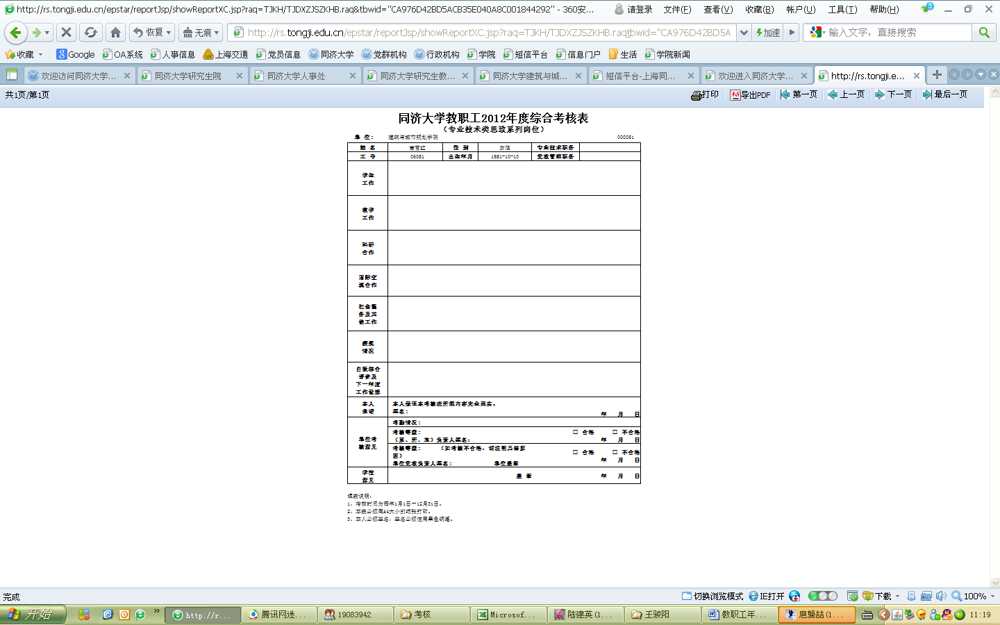 http://rs.tongji.edu.cn/epstar/reportJsp/showReportXC.jsp?raq=TJKH/TJDXZJSZKHB.raq&tbwid="CA976D42BD5ACB35E040A8C001844292" - 360安...
请登录 文件(F) 查看(V) 收藏(B) 帐户(U) 工具(T) 帮助(H) 5
恢复 无痕 http://rs.tongji.edu.cn/epstar/reportJsp/showReportXC.jsp?raq=TJKH/TJDXZJSZKHB.raq&tbwid="CA976D42BD5A 加速 输入文字，直接搜索
收藏 Google OA系统 人事信息 上海交通 党员信息 同济大学 党群机构 行政机构 学院 短信平台 信息门户 生活 学院新闻
欢迎访问同济大学... 同济大学研究生院 同济大学人事处 同济大学研究生教... 同济大学建筑与城... 短信平台-上海同... 欢迎进入同济大学... http://rs.tongji.e...
共1页/第1页 打印 导出PDF 第一页 上一页 下一页 最后一页
同济大学教职工2012年度综合考核表
（专业技术类思政系列岗位）
单 位： 建筑与城市规划学院 000051
姓 名 性 别 女性 专业技术职务
工 号 06081 出生年月 1981-10-10 党政管理职务
学生
工作
教学
工作
科研
合作
国际交
流合作
社会服
务及其
他工作
获奖
情况
自我综合
评价及
下一年度
工作设想
本人
承诺
本人保证本考核表所填内容完全属实。
签名： 年 月 日
单位考
核意见
考勤情况：
考核等级： □ 合格 □ 不合格
（系、所、室）负责人签名： 年 月 日
考核等级： （如考核不合格，请注明具体原
因） □ 合格 □ 不合格
年 月 日
单位党政负责人签名： 单位盖章
学校
意见
盖 章 年 月 日
填表说明：
1、考核时间为每年1月1日—12月31日。
2、本表必须用A4大小的纸张打印。
3、本人必须签名，签名必须使用黑色钢笔。
完成 切换浏览模式 IE打开 下载 100%
开始 http://r... 腾讯网迷... 19083942 考核 Microsof... 陆建英(1... 王骏阳 教职工年... 扈龑喆(1... 11:19